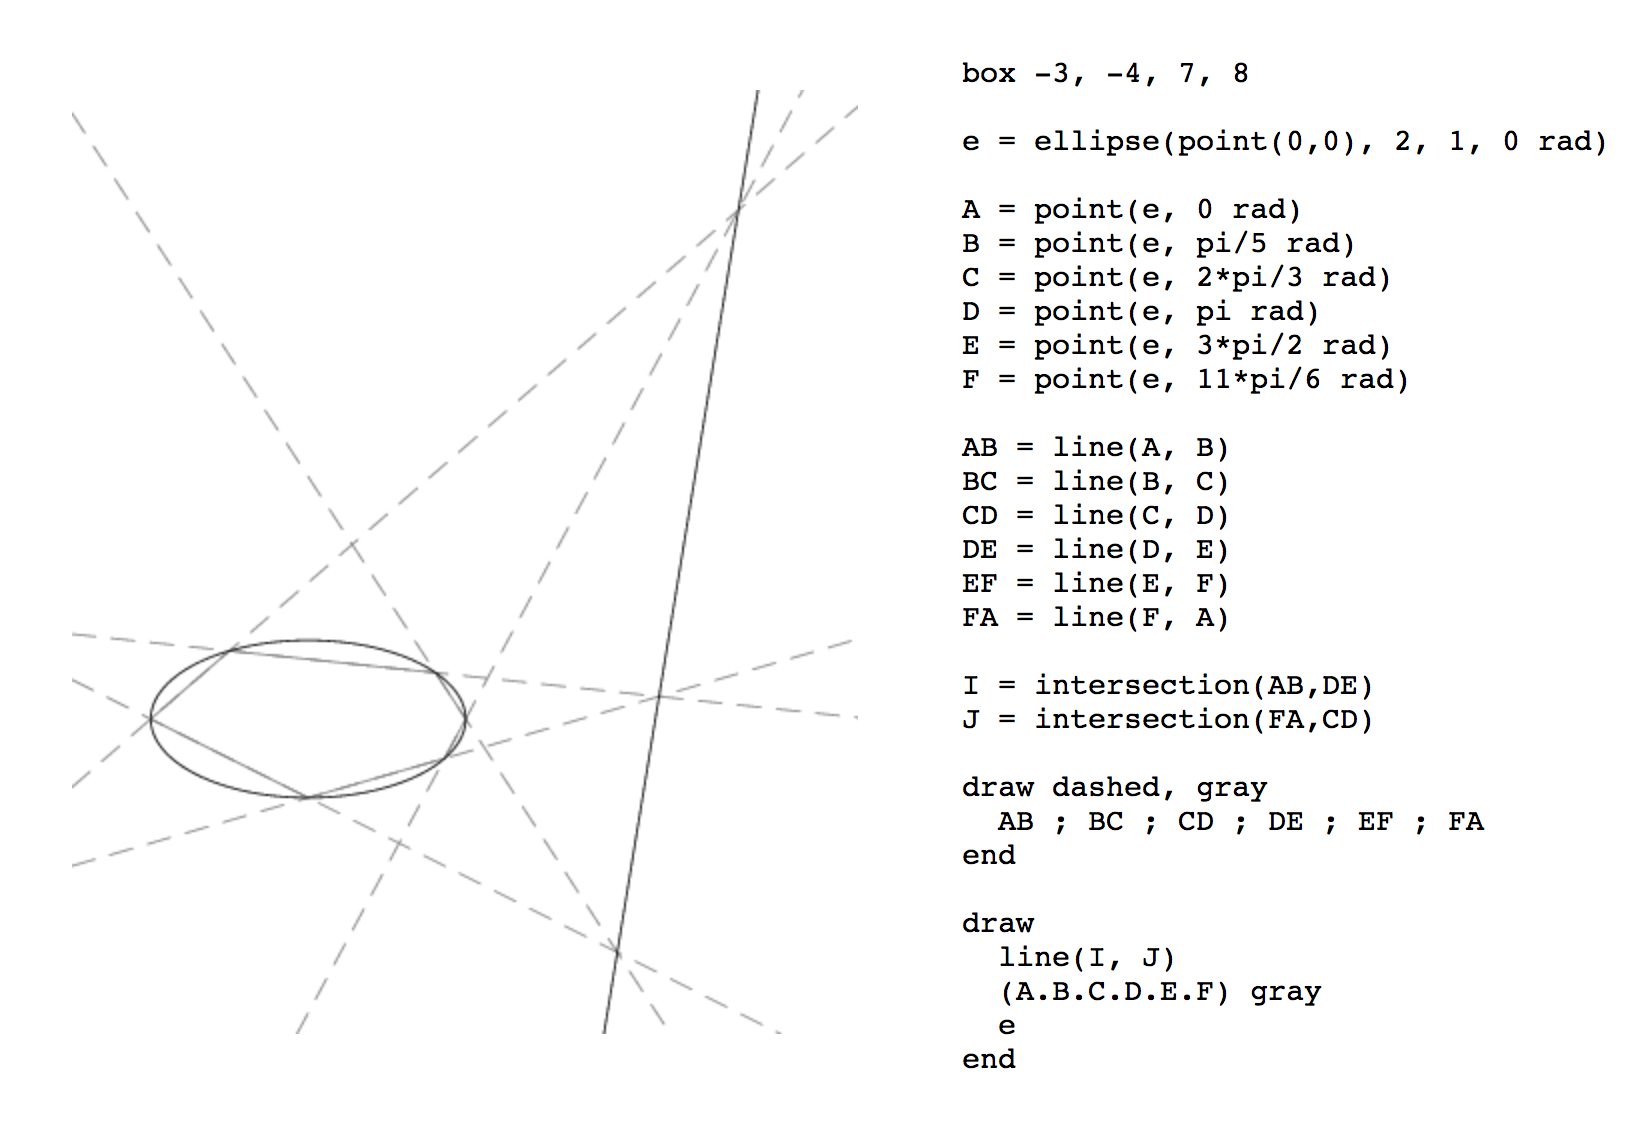 box -3, -4, 7, 8
e = ellipse(point(0,0), 2, 1, 0 rad)
A = point(e, 0 rad)
B = point(e, pi/5 rad)
C = point(e, 2*pi/3 rad)
D = point(e, pi rad)
E = point(e, 3*pi/2 rad)
F = point(e, 11*pi/6 rad)
AB = line(A, B)
BC = line(B, C)
CD = line(C, D)
DE = line(D, E)
EF = line(E, F)
FA = line(F, A)
I = intersection(AB,DE)
J = intersection(FA,CD)
draw dashed, gray
  AB ; BC ; CD ; DE ; EF ; FA
end
draw
  line(I, J)
  (A.B.C.D.E.F) gray
  e
end